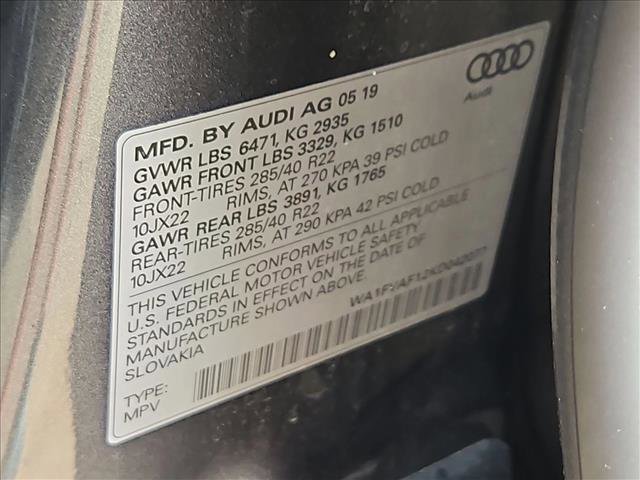 Audi
MFD. BY AUDI AG 05 19
GVWR LBS 6471, KG 2935
GAWR FRONT LBS 3329, KG 1510
FRONT-TIRES 285/40 R22
10JX22 RIMS, AT 270 KPA 39 PSI COLD
GAWR REAR LBS 3891, KG 1765
REAR-TIRES 285/40 R22
10JX22 RIMS, AT 290 KPA 42 PSI COLD
THIS VEHICLE CONFORMS TO ALL APPLICABLE
U.S. FEDERAL MOTOR VEHICLE SAFETY
STANDARDS IN EFFECT ON THE DATE OF
MANUFACTURE SHOWN ABOVE.
SLOVAKIA
TYPE:
MPV